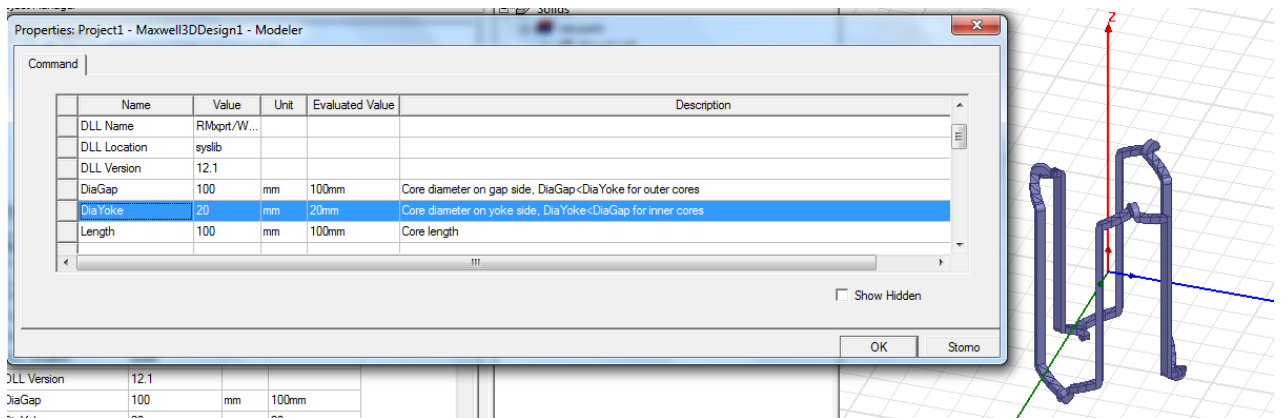 Solids
Properties: Project1 - Maxwell3DDesign1 - Modeler
Command
Name Value Unit Evaluated Value Description
DLL Name RMxprt/W...
DLL Location syslib
DLL Version 12.1
DiaGap 100 mm 100mm Core diameter on gap side, DiaGap<DiaYoke for outer cores
DiaYoke 20 mm 20mm Core diameter on yoke side, DiaYoke<DiaGap for inner cores
Length 100 mm 100mm Core length
Show Hidden
OK Storno
DLL Version 12.1
DiaGap 100 mm 100mm
Z